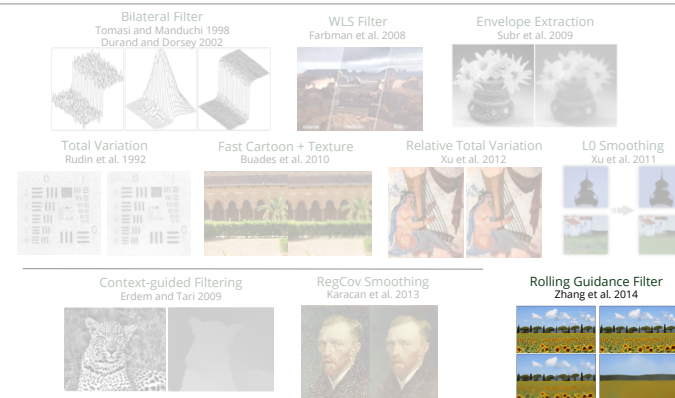 Bilateral Filter
Tomasi and Manduchi 1998
Durand and Dorsey 2002
WLS Filter
Farbman et al. 2008
Envelope Extraction
Subr et al. 2009
Total Variation
Rudin et al. 1992
Fast Cartoon + Texture
Buades et al. 2010
Relative Total Variation
Xu et al. 2012
L0 Smoothing
Xu et al. 2011
Context-guided Filtering
Erdem and Tari 2009
RegCov Smoothing
Karacan et al. 2013
Rolling Guidance Filter
Zhang et al. 2014